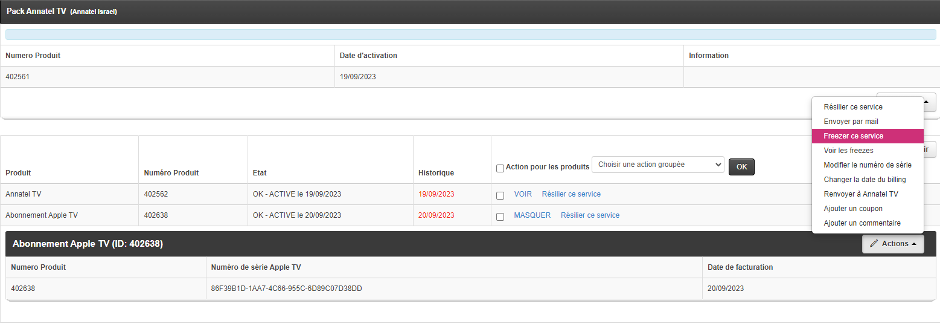 Pack Annatel TV (Annatel Israel)
Numero Produit Date d'activation Information
402561 19/09/2023
Résilier ce service
Envoyer par mail
Freezer ce service
Voir les freezes
Modifier le numéro de série
Changer la date du billing
Renvoyer à Annatel TV
Ajouter un coupon
Ajouter un commentaire
Produit Numéro Produit Etat Historique Action pour les produits Choisir une action groupée OK
Annatel TV 402562 OK - ACTIVE le 19/09/2023 19/09/2023 VOIR Résilier ce service
Abonnement Apple TV 402638 OK - ACTIVE le 20/09/2023 20/09/2023 MASQUER Résilier ce service
Abonnement Apple TV (ID: 402638) Actions
Numero Produit Numéro de série Apple TV Date de facturation
402638 86F39B1D-1AA7-4C66-955C-6D89C07D38DD 20/09/2023